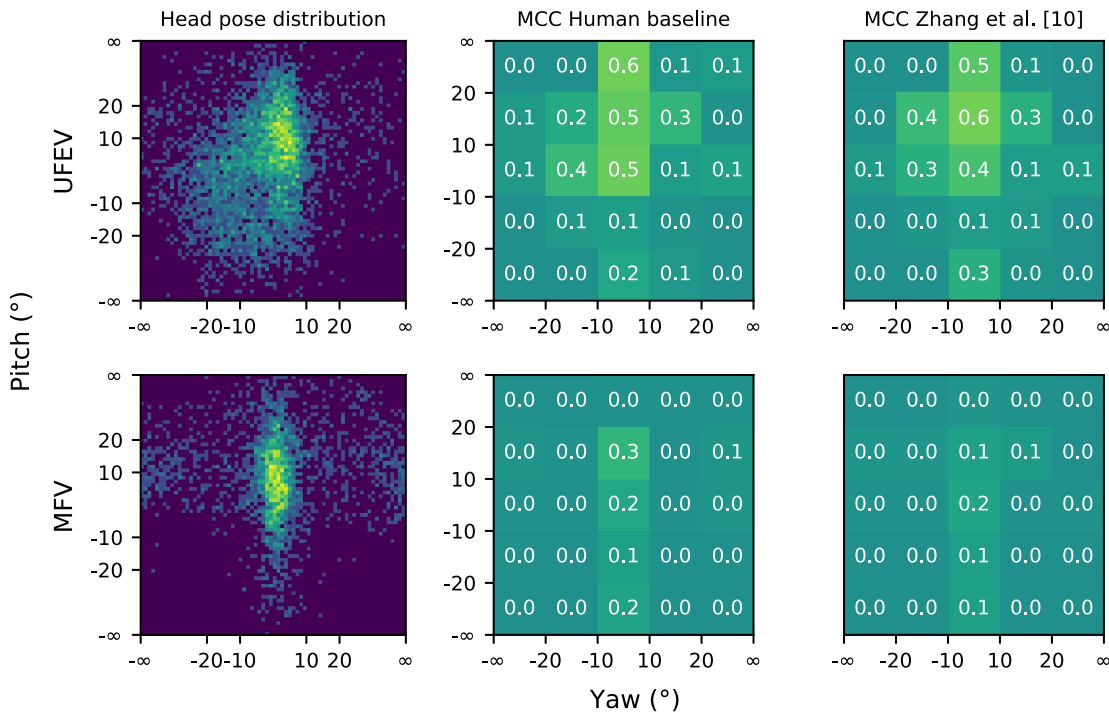 Head pose distribution MCC Human baseline MCC Zhang et al. [10]
Pitch (°)
UFEV
∞ 20 10 -10 -20 -∞
-∞ -20 -10 10 20 ∞
∞ 20 10 -10 -20 -∞
0.0 0.0 0.6 0.1 0.1
0.1 0.2 0.5 0.3 0.0
0.1 0.4 0.5 0.1 0.1
0.0 0.1 0.1 0.0 0.0
0.0 0.0 0.2 0.1 0.0
-∞ -20 -10 10 20 ∞
0.0 0.0 0.5 0.1 0.0
0.0 0.4 0.6 0.3 0.0
0.1 0.3 0.4 0.1 0.1
0.0 0.0 0.1 0.1 0.0
0.0 0.0 0.3 0.0 0.0
-∞ -20 -10 10 20 ∞
MFV
∞ 20 10 -10 -20 -∞
-∞ -20 -10 10 20 ∞
∞ 20 10 -10 -20 -∞
0.0 0.0 0.0 0.0 0.0
0.0 0.0 0.3 0.0 0.1
0.0 0.0 0.2 0.0 0.0
0.0 0.0 0.1 0.0 0.0
0.0 0.0 0.2 0.0 0.0
-∞ -20 -10 10 20 ∞
0.0 0.0 0.0 0.0 0.0
0.0 0.0 0.1 0.1 0.0
0.0 0.0 0.2 0.0 0.0
0.0 0.0 0.1 0.0 0.0
0.0 0.0 0.1 0.0 0.0
-∞ -20 -10 10 20 ∞
Yaw (°)